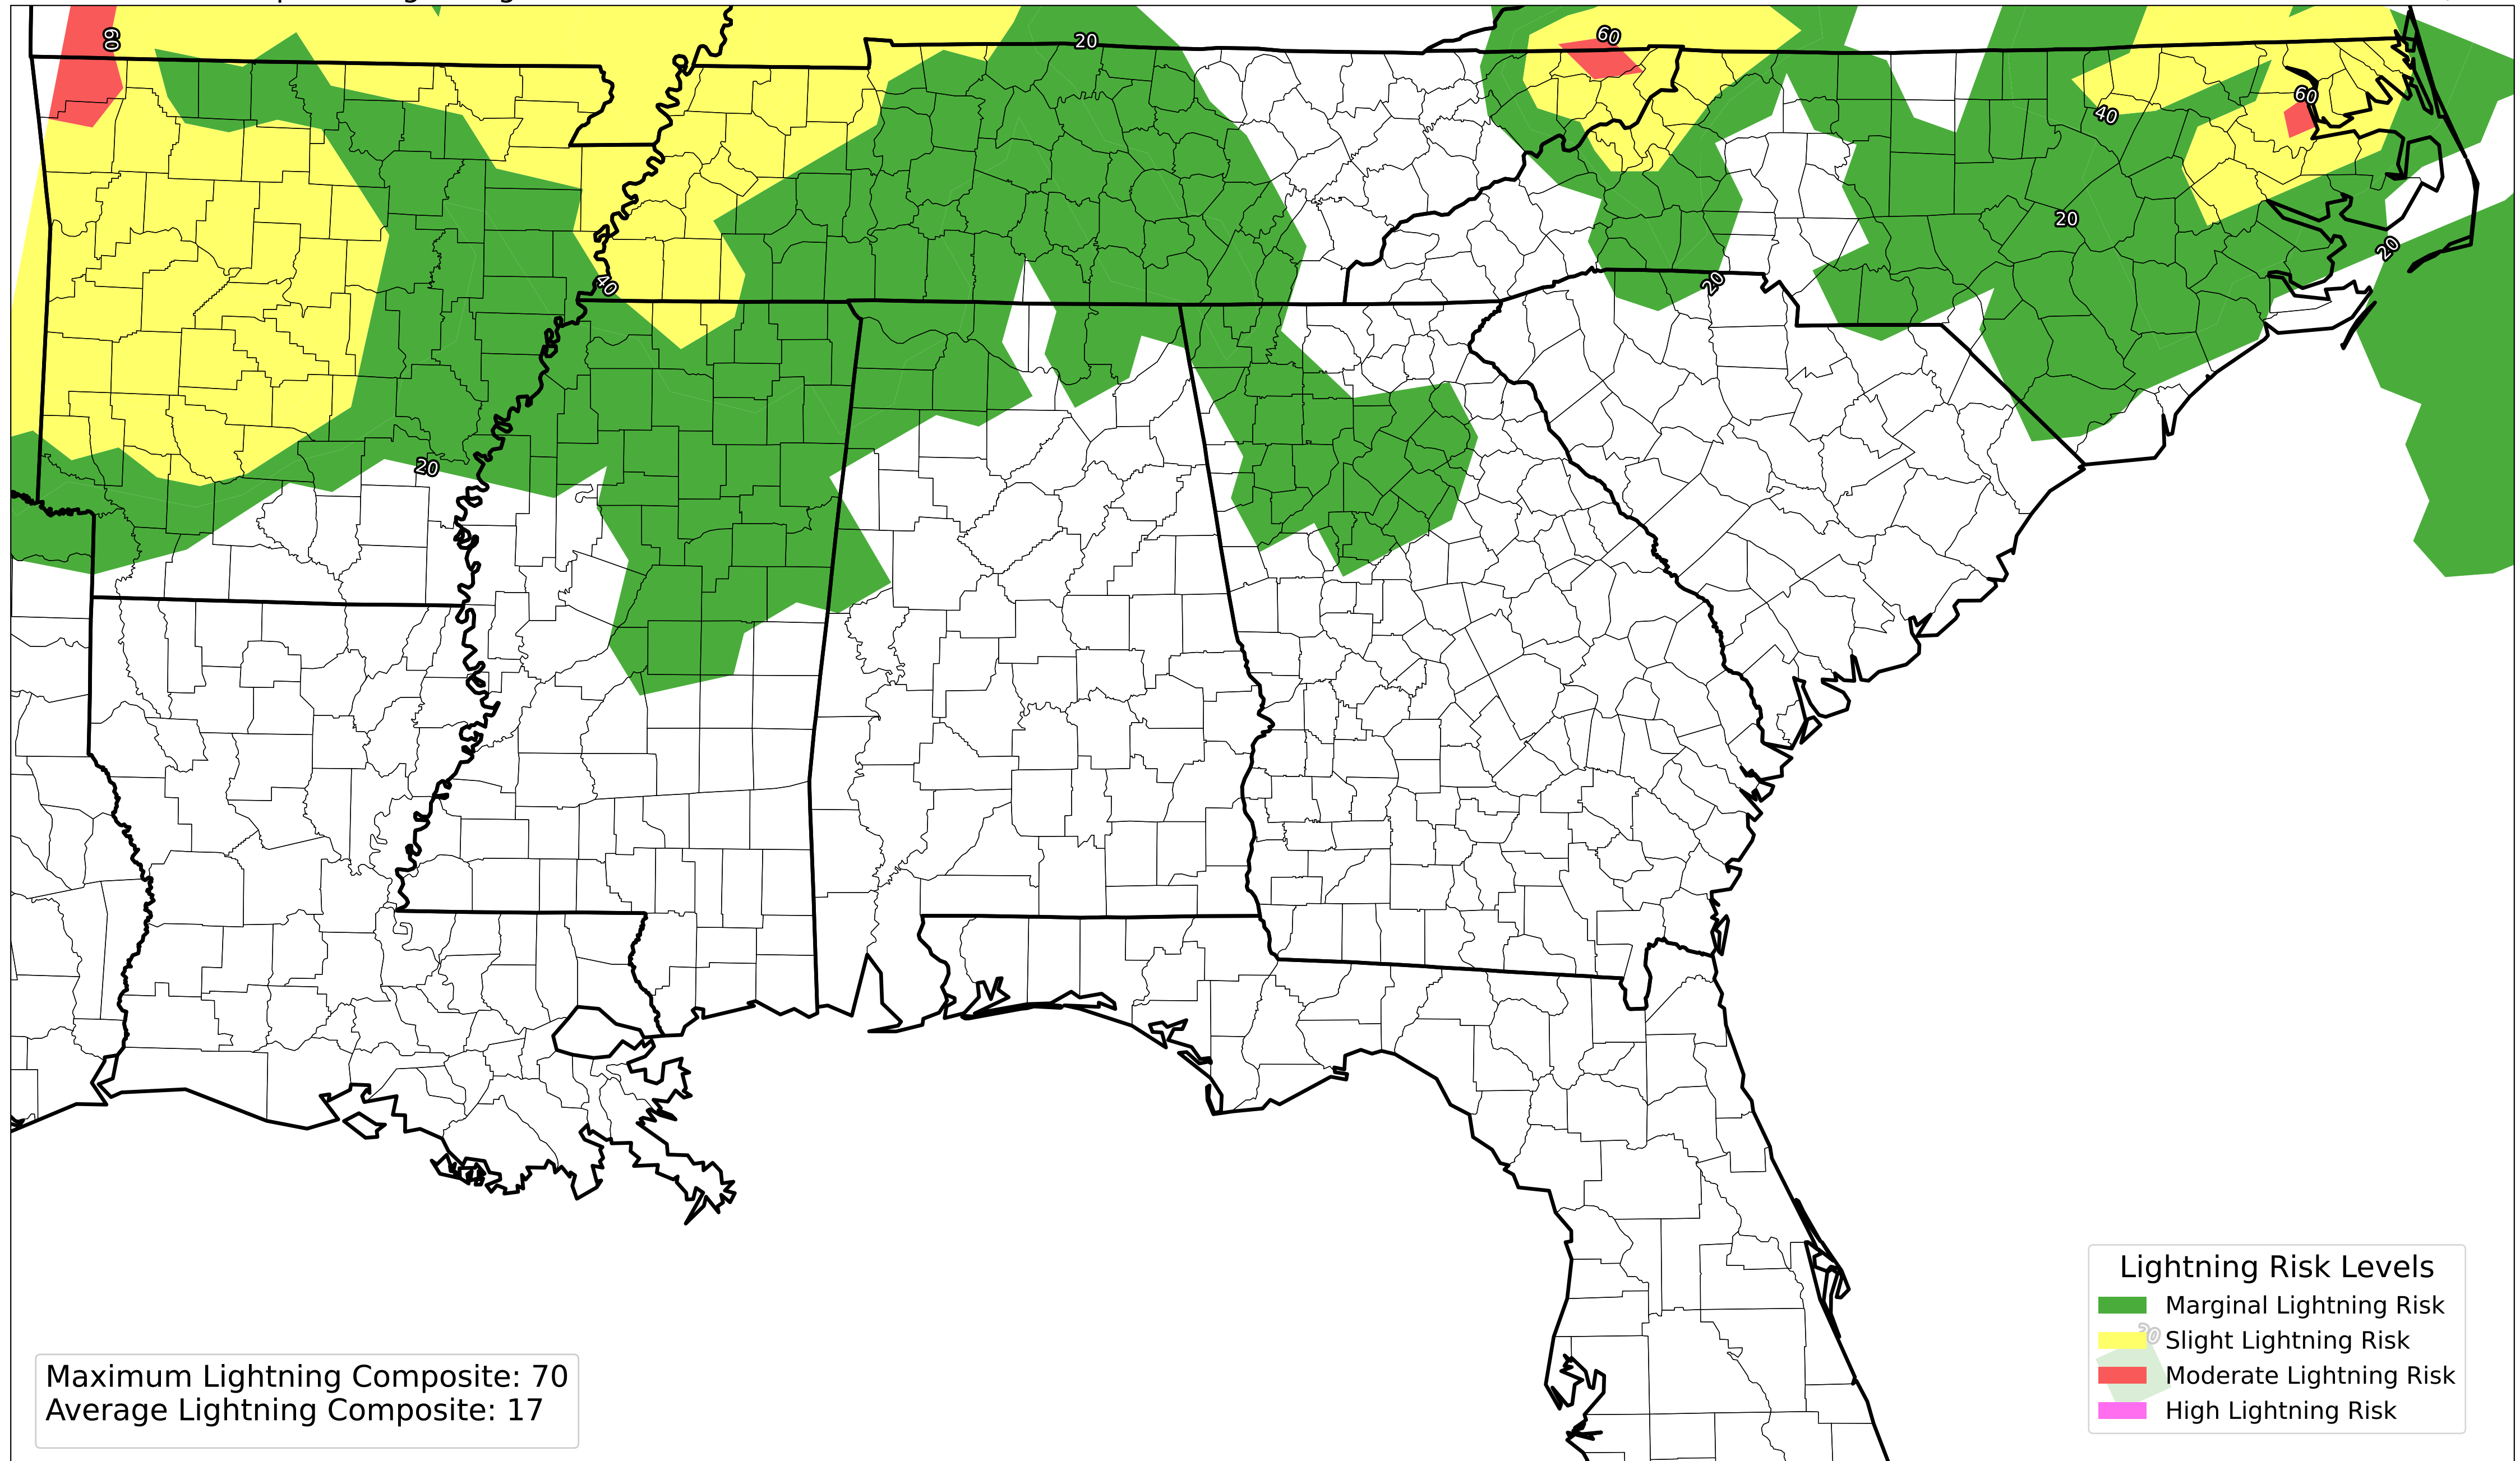 60
20
60
60
40
20
20
20
40
20
Lightning Risk Levels
Marginal Lightning Risk
20
Slight Lightning Risk
Moderate Lightning Risk
High Lightning Risk
Maximum Lightning Composite: 70
Average Lightning Composite: 17